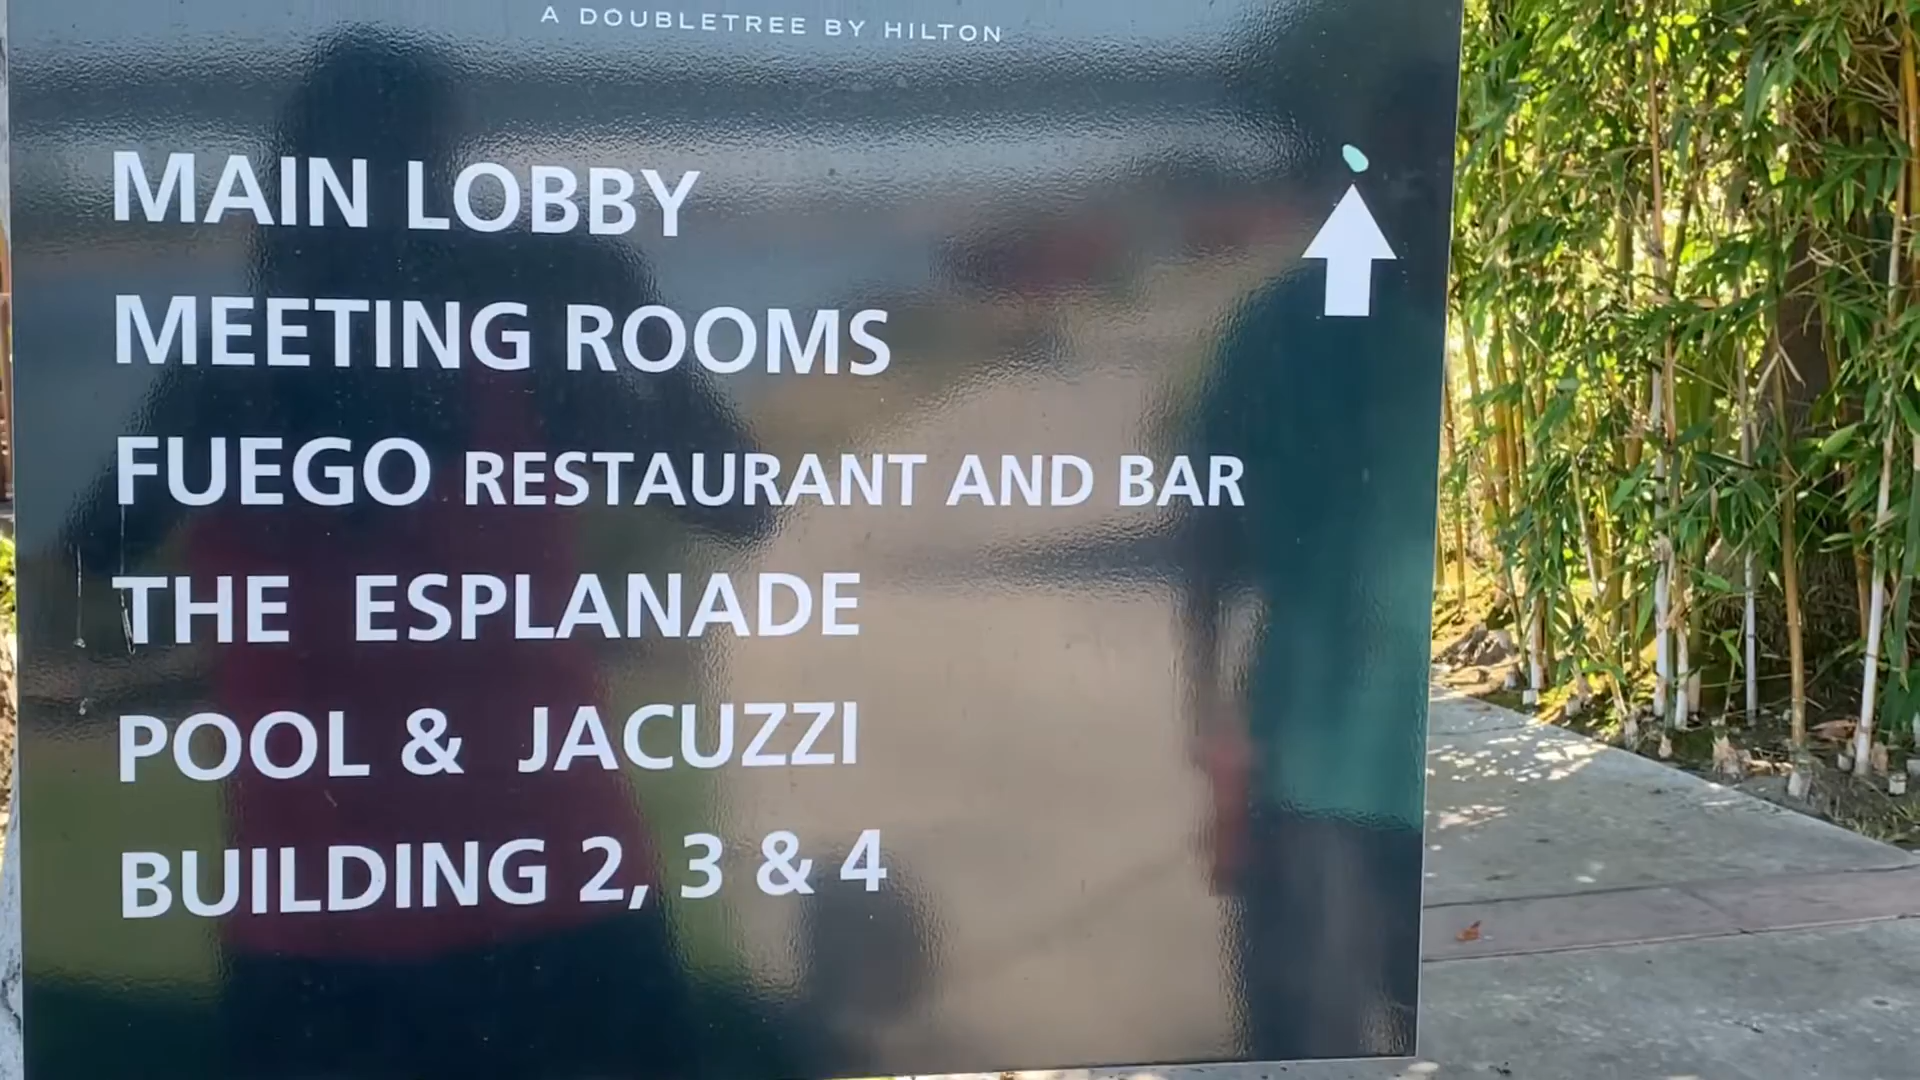 A DOUBLETREE BY HILTON
MAIN LOBBY
MEETING ROOMS
FUEGO RESTAURANT AND BAR
THE ESPLANADE
POOL & JACUZZI
BUILDING 2, 3 & 4